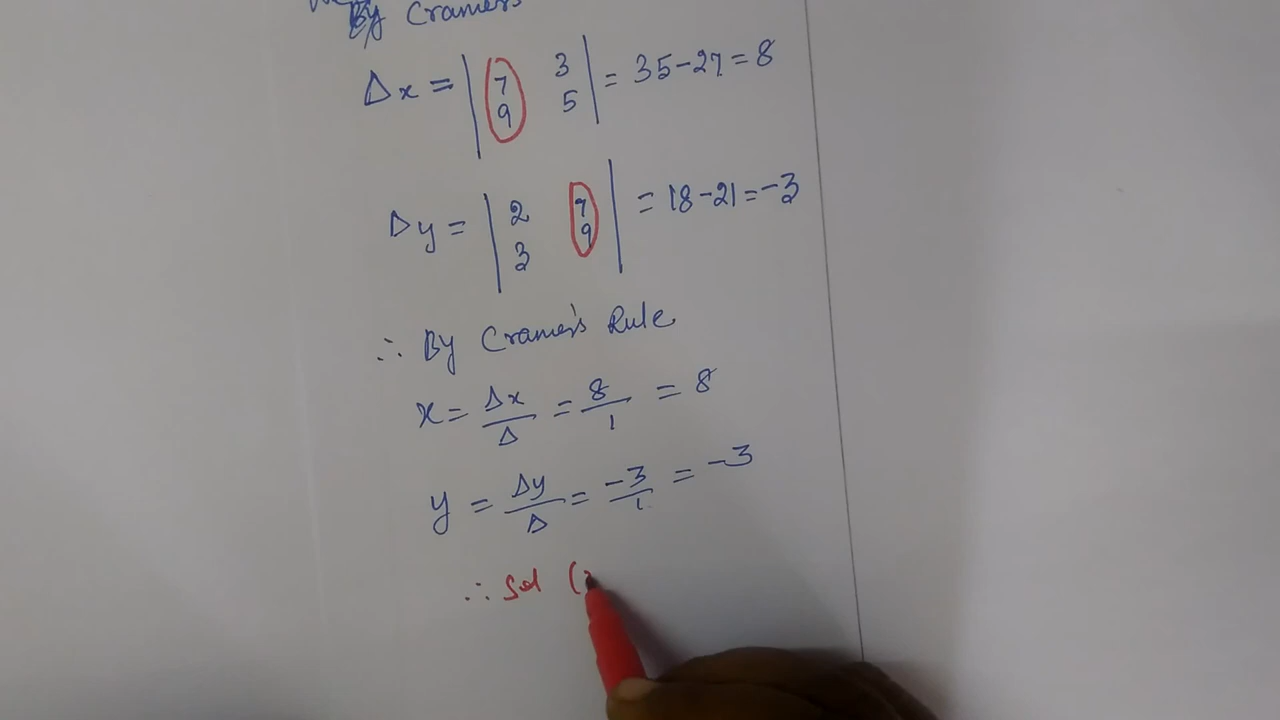 By Cramer's
Δx = | 7 3 | = 35-27 = 8
| 9 5 |
Δy = | 2 7 | = 18-21 = -3
| 3 9 |
∴ By Cramer's Rule
x = Δx/Δ = 8/1 = 8
y = Δy/Δ = -3/1 = -3
∴ Sol (